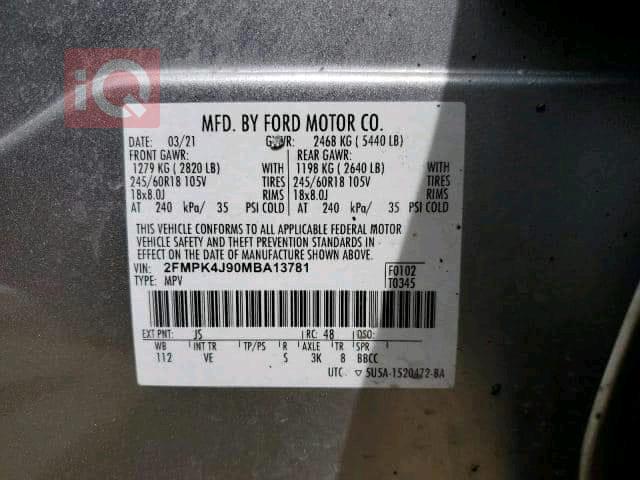 iQ
MFD. BY FORD MOTOR CO.
DATE: 03/21 GVWR: 2468 KG ( 5440 LB)
FRONT GAWR: REAR GAWR:
1279 KG ( 2820 LB) WITH 1198 KG ( 2640 LB) WITH
245/60R18 105V TIRES 245/60R18 105V TIRES
18x8.0J RIMS 18x8.0J RIMS
AT 240 kPa/ 35 PSI COLD AT 240 kPa/ 35 PSI COLD
THIS VEHICLE CONFORMS TO ALL APPLICABLE FEDERAL MOTOR
VEHICLE SAFETY AND THEFT PREVENTION STANDARDS IN
EFFECT ON THE DATE OF MANUFACTURE SHOWN ABOVE.
VIN: 2FMPK4J90MBA13781 F0102
TYPE: MPV T0345
EXT PNT: JS RC: 48 DSO:
WB INT TR TP/PS R AXLE TR SPR
112 VE S 3K 8 BBCC
UTC ▽ 5U5A-1520472-BA